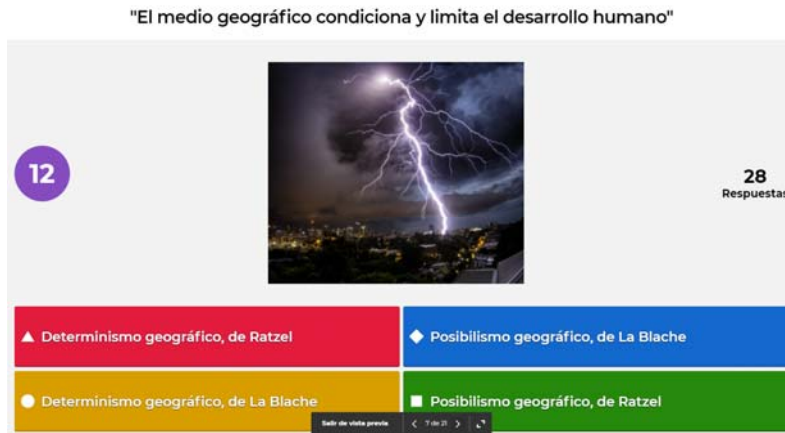 "El medio geográfico condiciona y limita el desarrollo humano"
12
28
Respuestas
Determinismo geográfico, de Ratzel
Posibilismo geográfico, de La Blache
Determinismo geográfico, de La Blache
Posibilismo geográfico, de Ratzel
Salir de vista previa
7 de 21